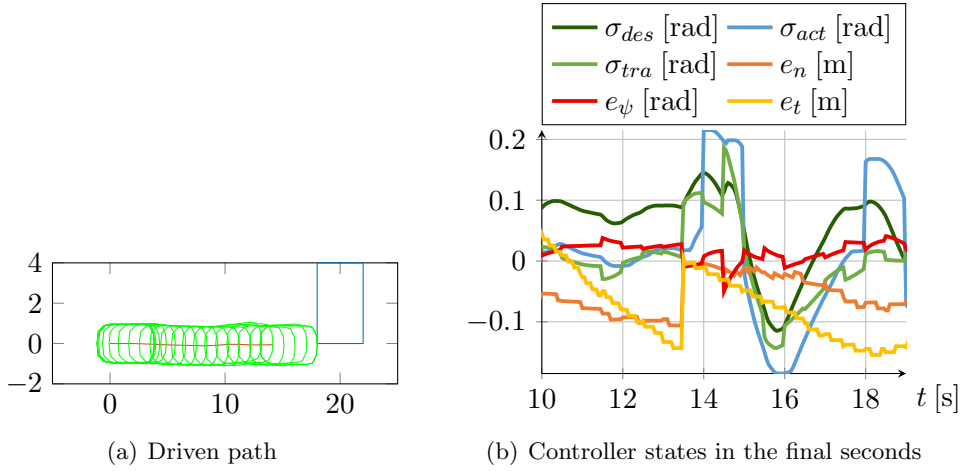 σ_des [rad] σ_act [rad]
σ_tra [rad] e_n [m]
e_ψ [rad] e_t [m]
4
2
0
−2
0 10 20
0.2
0.1
0
−0.1
10 12 14 16 18 t [s]
(a) Driven path
(b) Controller states in the final seconds